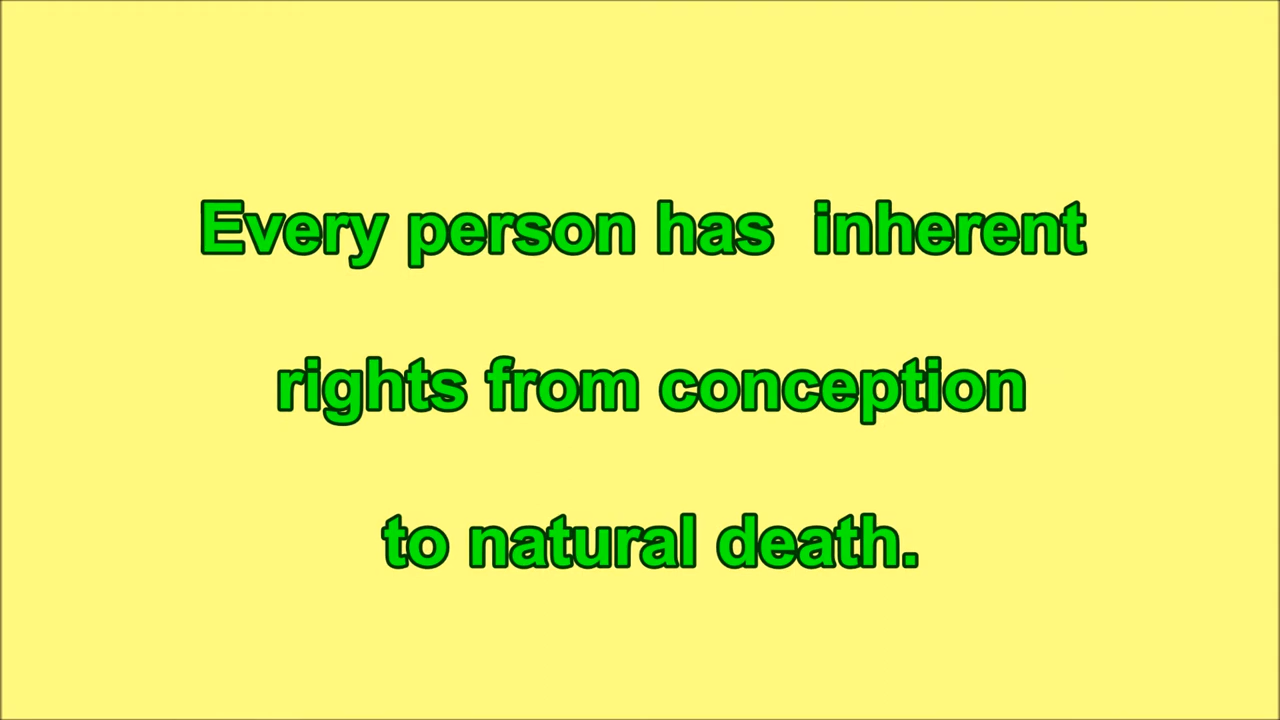 Every person has  inherent
rights from conception
to natural death.